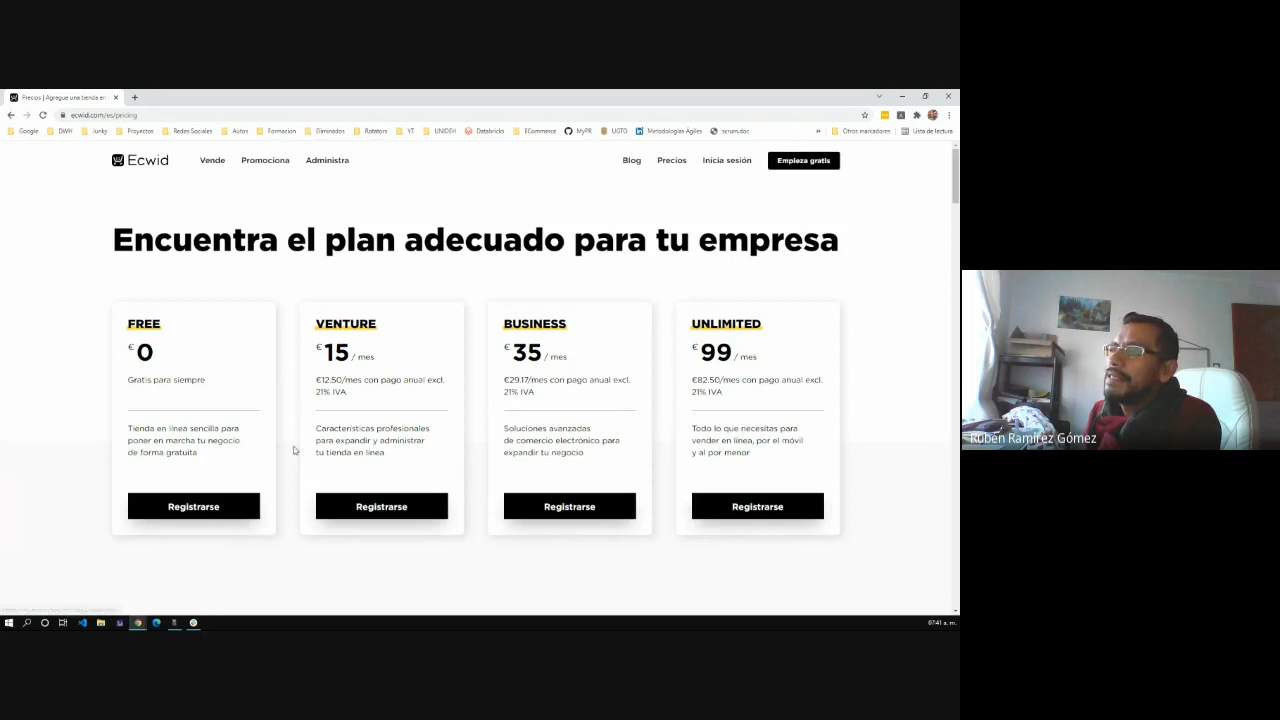 Precios | Agregue una tienda en
ecwid.com/es/pricing
Google DWH Junky Proyectos Redes Sociales Autos Formacion Eliminados Rotators YT UNIDEH Databricks ECommerce MyPR UGTO Metodologías Ágiles scrum.doc » Otros marcadores Lista de lectura
Ecwid Vende Promociona Administra Blog Precios Inicia sesión Empieza gratis
Encuentra el plan adecuado para tu empresa
FREE
€ 0
Gratis para siempre
Tienda en línea sencilla para
poner en marcha tu negocio
de forma gratuita
Registrarse
VENTURE
€ 15 / mes
€12.50/mes con pago anual excl.
21% IVA
Características profesionales
para expandir y administrar
tu tienda en línea
Registrarse
BUSINESS
€ 35 / mes
€29.17/mes con pago anual excl.
21% IVA
Soluciones avanzadas
de comercio electrónico para
expandir tu negocio
Registrarse
UNLIMITED
€ 99 / mes
€82.50/mes con pago anual excl.
21% IVA
Todo lo que necesitas para
vender en línea, por el móvil
y al por menor
Registrarse
Rubén Ramírez Gómez
07:41 a. m.